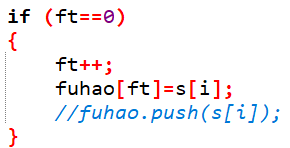 if (ft==0)
{
    ft++;
    fuhao[ft]=s[i];
    //fuhao.push(s[i]);
}